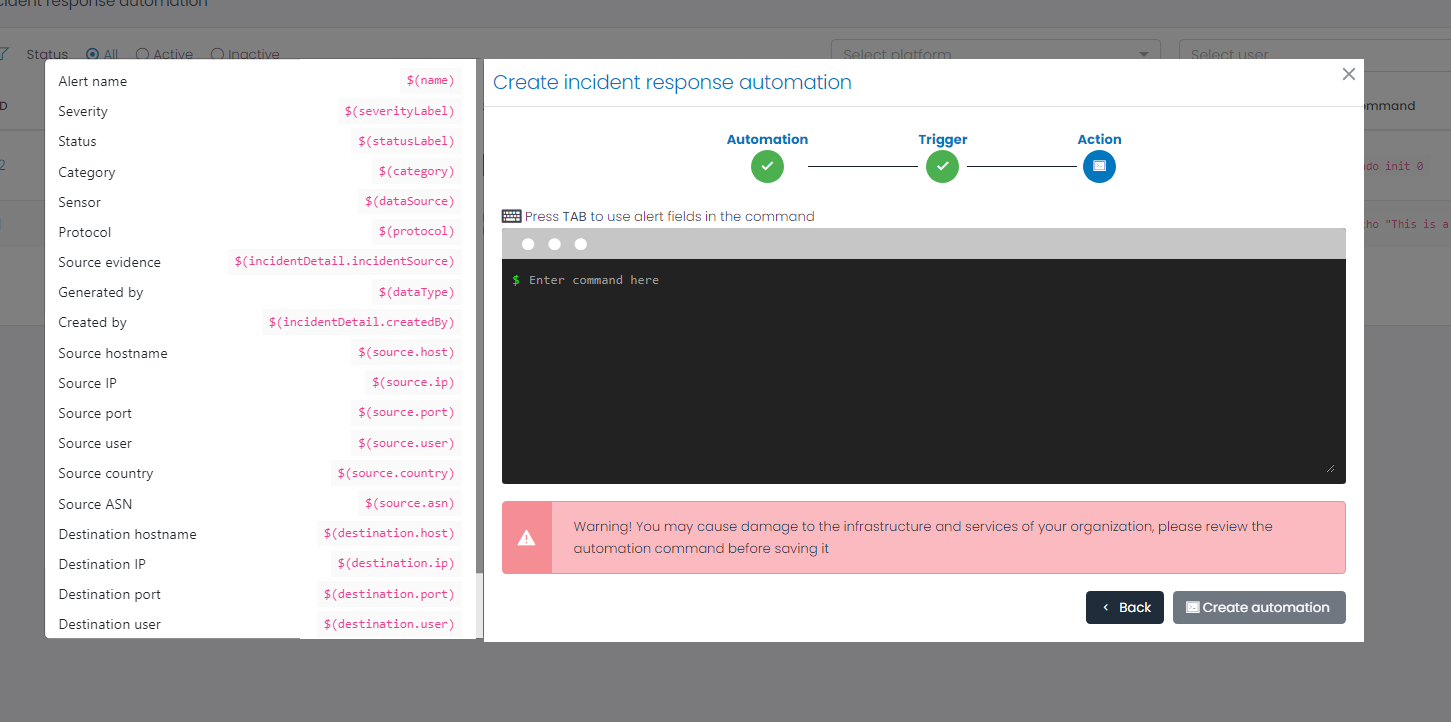 incident response automation
Status All Active Inactive
Select platform
Select user
Alert name $(name)
Severity $(severityLabel)
Status $(statusLabel)
Category $(category)
Sensor $(dataSource)
Protocol $(protocol)
Source evidence $(incidentDetail.incidentSource)
Generated by $(dataType)
Created by $(incidentDetail.createdBy)
Source hostname $(source.host)
Source IP $(source.ip)
Source port $(source.port)
Source user $(source.user)
Source country $(source.country)
Source ASN $(source.asn)
Destination hostname $(destination.host)
Destination IP $(destination.ip)
Destination port $(destination.port)
Destination user $(destination.user)
Create incident response automation
Automation Trigger Action
Press TAB to use alert fields in the command
$ Enter command here
Warning! You may cause damage to the infrastructure and services of your organization, please review the
automation command before saving it
Back Create automation
mmand
do init 0
ho "This is a